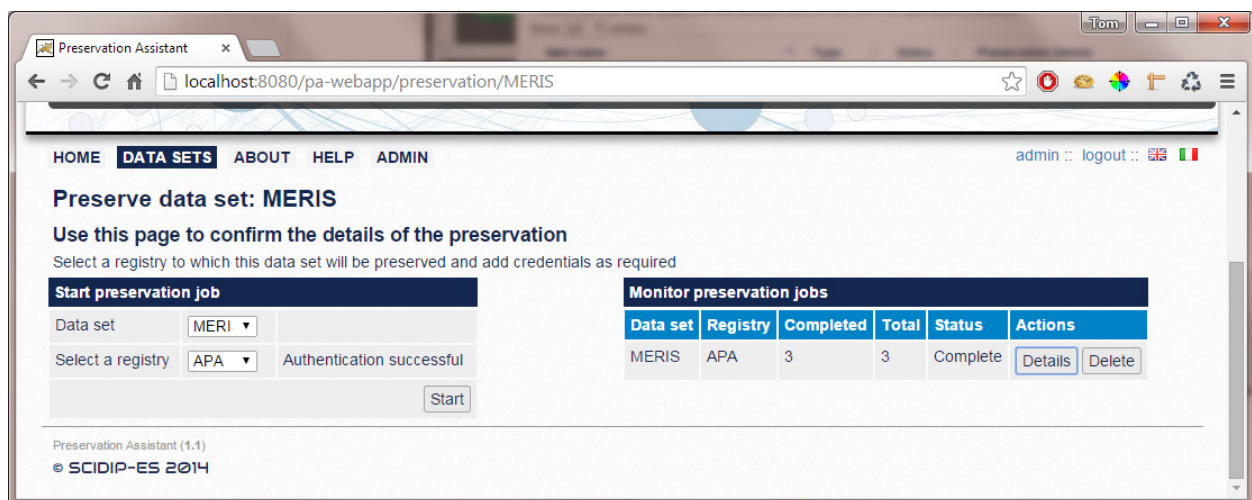 Tom
Preservation Assistant
localhost:8080/pa-webapp/preservation/MERIS
HOME DATA SETS ABOUT HELP ADMIN
admin :: logout ::
Preserve data set: MERIS
Use this page to confirm the details of the preservation
Select a registry to which this data set will be preserved and add credentials as required
Start preservation job
Data set MERI
Select a registry APA Authentication successful
Start
Monitor preservation jobs
Data set Registry Completed Total Status Actions
MERIS APA 3 3 Complete Details Delete
Preservation Assistant (1.1)
© SCIDIP-ES 2014